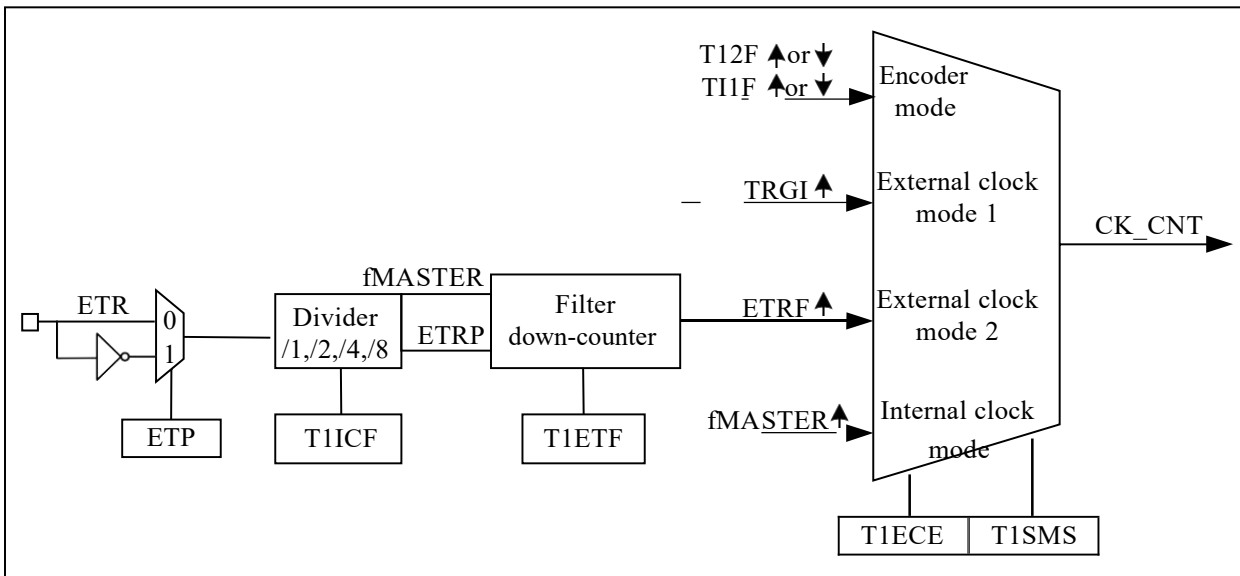 T12F ↑or↓
TI1F ↑or↓
Encoder
mode
TRGI ↑
External clock
mode 1
CK_CNT
fMASTER
ETR
0
1
Divider
/1,/2,/4,/8
ETRP
Filter
down-counter
ETRF ↑
External clock
mode 2
fMASTER↑
Internal clock
mode
ETP
T1ICF
T1ETF
T1ECE
T1SMS